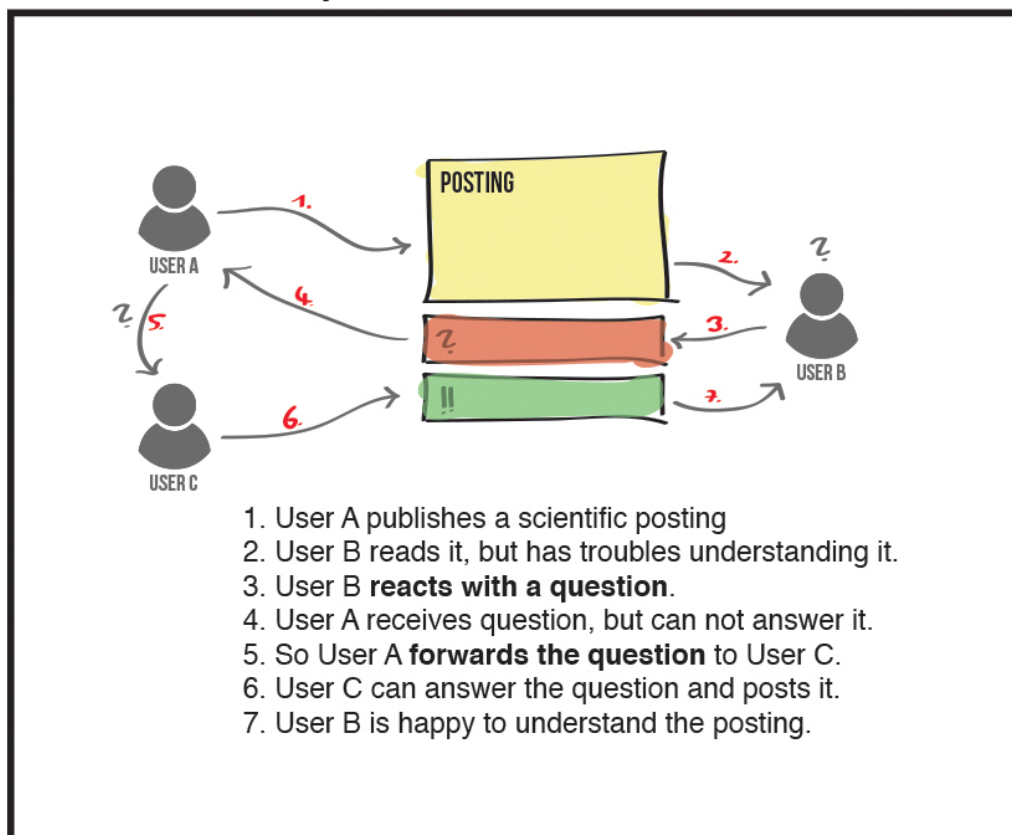 POSTING
1.
2.
?
USER A
4.
3.
?
5.
?
USER B
!!
7.
6.
USER C
1. User A publishes a scientific posting
2. User B reads it, but has troubles understanding it.
3. User B reacts with a question.
4. User A receives question, but can not answer it.
5. So User A forwards the question to User C.
6. User C can answer the question and posts it.
7. User B is happy to understand the posting.